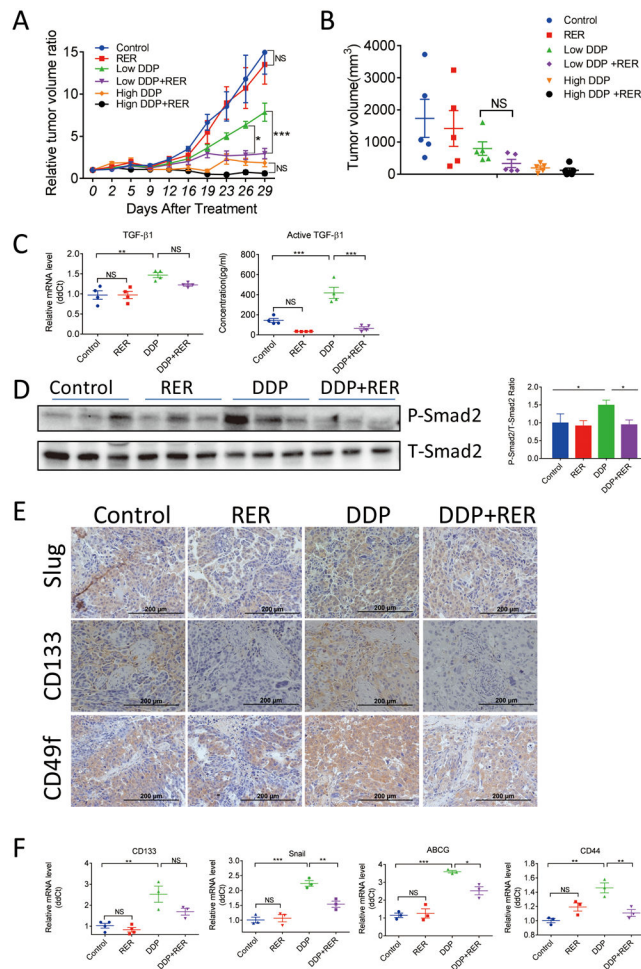 A
Relative tumor volume ratio
15
10
5
0
Control
RER
Low DDP
Low DDP +RER
High DDP
High DDP+RER
NS
*
***
NS
0 2 5 9 12 16 19 23 26 29
Days After Treatment
B
Tumor volume(mm³)
4000
3000
2000
1000
0
NS
Control
RER
Low DDP
Low DDP +RER
High DDP
High DDP +RER
C
TGF-β1
Relative mRNA level
(ddCt)
2.0
1.5
1.0
0.5
0.0
**
NS
NS
Control
RER
DDP
DDP+RER
Active TGF-β1
Concentration(pg/ml)
800
600
400
200
0
***
***
NS
Control
RER
DDP
DDP+RER
D
Control RER DDP DDP+RER
P-Smad2
T-Smad2
P-Smad2/T-Smad2 Ratio
2.0
1.5
1.0
0.5
0.0
*
*
Control
RER
DDP
DDP+RER
E
Control RER DDP DDP+RER
Slug
200 μm 200 μm 200 μm 200 μm
CD133
200 μm 200 μm 200 μm 200 μm
CD49f
200 μm 200 μm 200 μm 200 μm
F
CD133
Relative mRNA level
(ddCt)
4
3
2
1
0
**
NS
NS
Control
RER
DDP
DDP+RER
Snail
Relative mRNA level
(ddCt)
3
2
1
0
***
**
NS
Control
RER
DDP
DDP+RER
ABCG
Relative mRNA level
(ddCt)
4
3
2
1
0
***
*
NS
Control
RER
DDP
DDP+RER
CD44
Relative mRNA level
(ddCt)
2.0
1.8
1.6
1.4
1.2
1.0
0.8
**
**
NS
Control
RER
DDP
DDP+RER